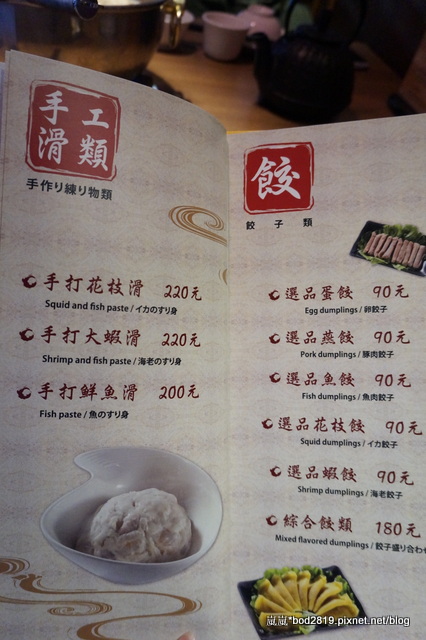 手工
滑類
手作り練り物類
手打花枝滑 220元
Squid and fish paste / イカのすり身
手打大蝦滑 220元
Shrimp and fish paste / 海老のすり身
手打鮮魚滑 200元
Fish paste / 魚のすり身
餃
餃子類
選品蛋餃 90元
Egg dumplings / 卵餃子
選品燕餃 90元
Pork dumplings / 豚肉餃子
選品魚餃 90元
Fish dumplings / 魚肉餃子
選品花枝餃 90元
Squid dumplings / イカ餃子
選品蝦餃 90元
Shrimp dumplings / 海老餃子
綜合餃類 180元
Mixed flavored dumplings / 餃子盛り合わ
嵐嵐*bod2819.pixnet.net/blog